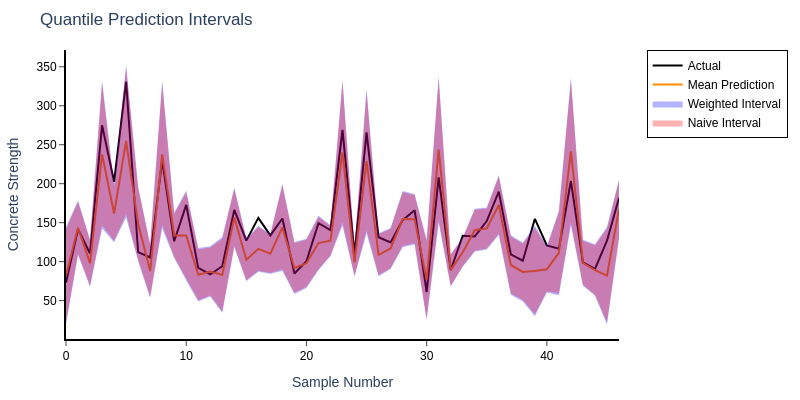 Quantile Prediction Intervals
Concrete Strength
350
300
250
200
150
100
50
0
10
20
30
40
Sample Number
Actual
Mean Prediction
Weighted Interval
Naive Interval